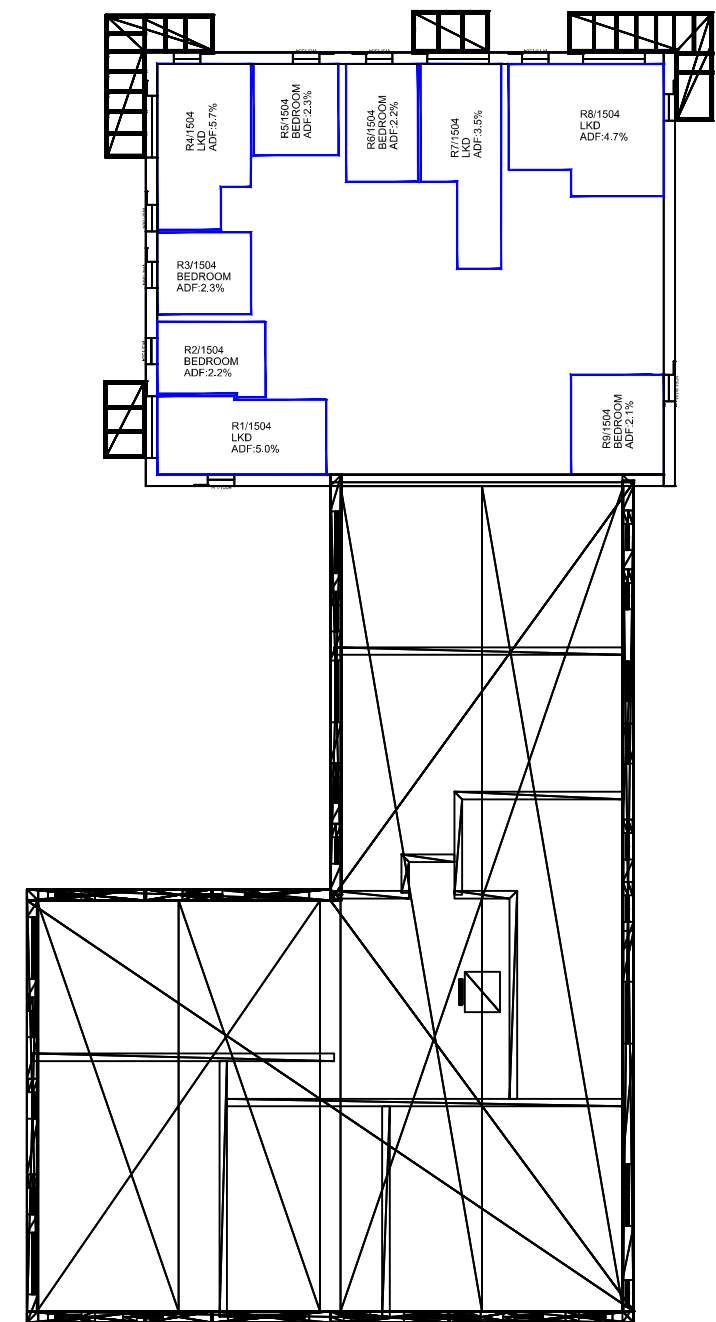 R4/1504
LKD
ADF:5.7%
R5/1504
BEDROOM
ADF:2.3%
R6/1504
BEDROOM
ADF:2.2%
R7/1504
LKD
ADF:3.5%
R8/1504
LKD
ADF:4.7%
R3/1504
BEDROOM
ADF:2.3%
R2/1504
BEDROOM
ADF:2.2%
R1/1504
LKD
ADF:5.0%
R9/1504
BEDROOM
ADF:2.1%